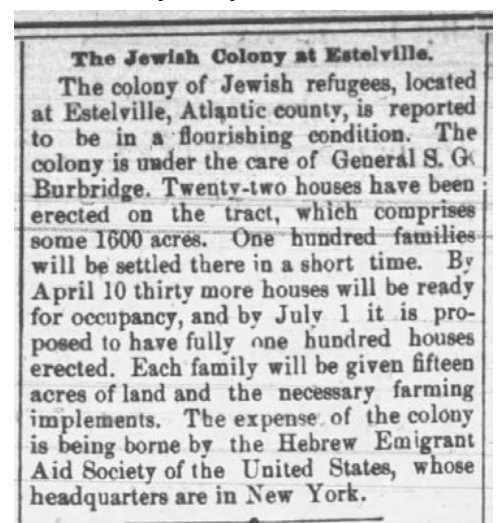 The Jewish Colony at Estelville.
The colony of Jewish refugees, located
at Estelville, Atlantic county, is reported
to be in a flourishing condition. The
colony is under the care of General S. G
Burbridge. Twenty-two houses have been
erected on the tract, which comprises
some 1600 acres. One hundred families
will be settled there in a short time. By
April 10 thirty more houses will be ready
for occupancy, and by July 1 it is pro-
posed to have fully one hundred houses
erected. Each family will be given fifteen
acres of land and the necessary farming
implements. The expense of the colony
is being borne by the Hebrew Emigrant
Aid Society of the United States, whose
headquarters are in New York.